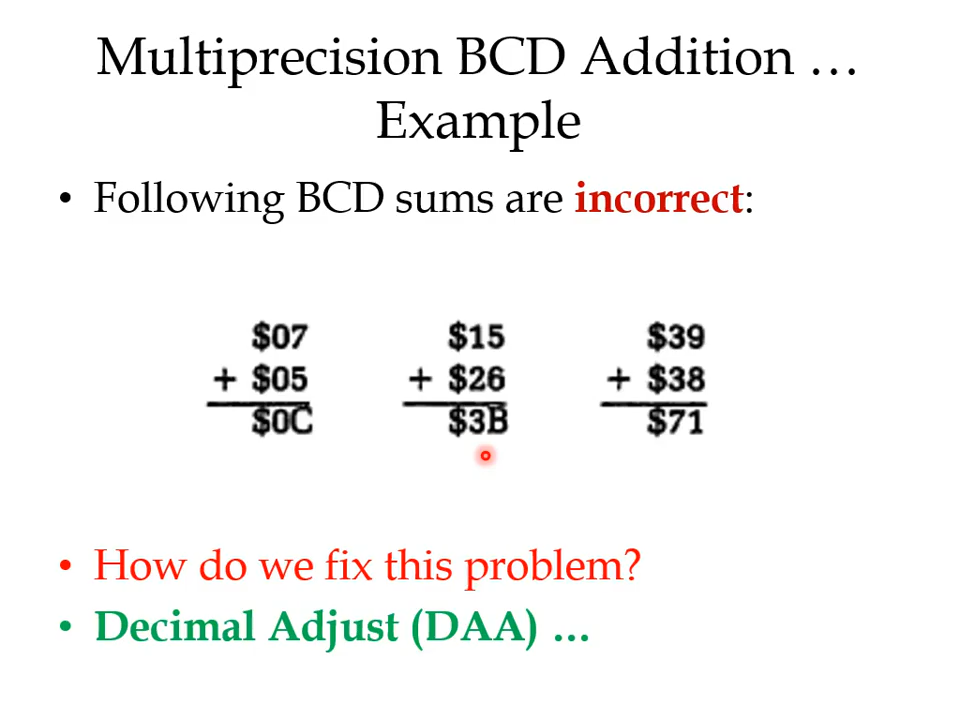 Multiprecision BCD Addition …
Example
• Following BCD sums are incorrect:
$07 $15 $39
+ $05 + $26 + $38
$0C $3B $71
• How do we fix this problem?
• Decimal Adjust (DAA) …